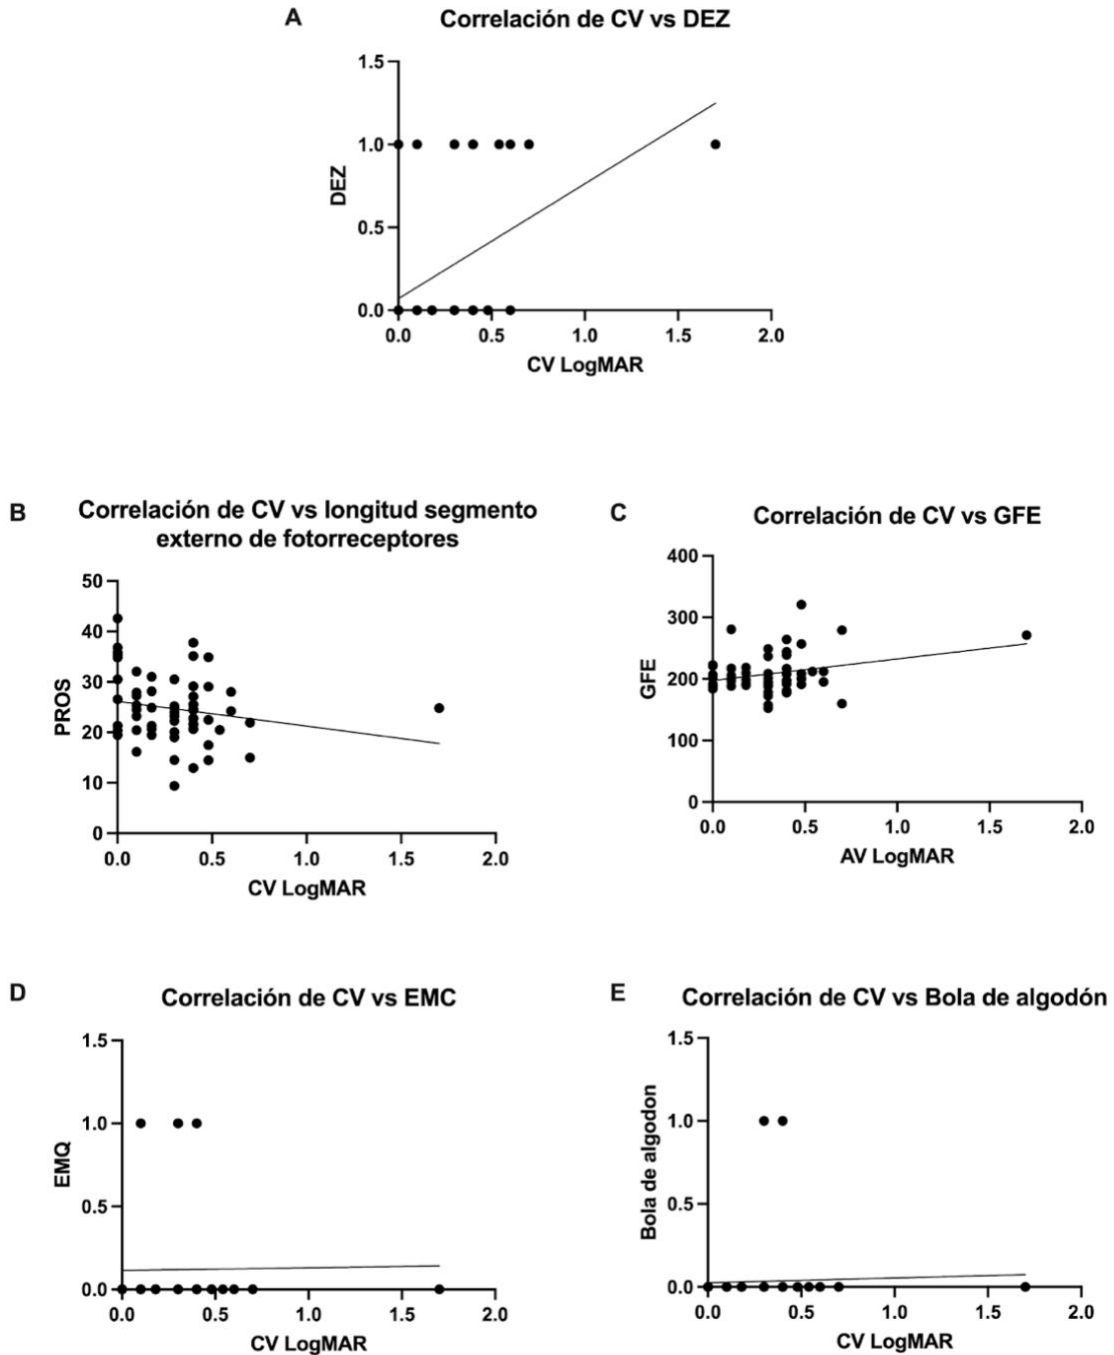 A
Correlación de CV vs DEZ
1.5
1.0
0.5
0.0
DEZ
0.0 0.5 1.0 1.5 2.0
CV LogMAR
B
Correlación de CV vs longitud segmento
externo de fotorreceptores
50
40
30
20
10
0
PROS
0.0 0.5 1.0 1.5 2.0
CV LogMAR
C
Correlación de CV vs GFE
400
300
200
100
0
GFE
0.0 0.5 1.0 1.5 2.0
AV LogMAR
D
Correlación de CV vs EMC
1.5
1.0
0.5
0.0
EMQ
0.0 0.5 1.0 1.5 2.0
CV LogMAR
E
Correlación de CV vs Bola de algodón
1.5
1.0
0.5
0.0
Bola de algodon
0.0 0.5 1.0 1.5 2.0
CV LogMAR